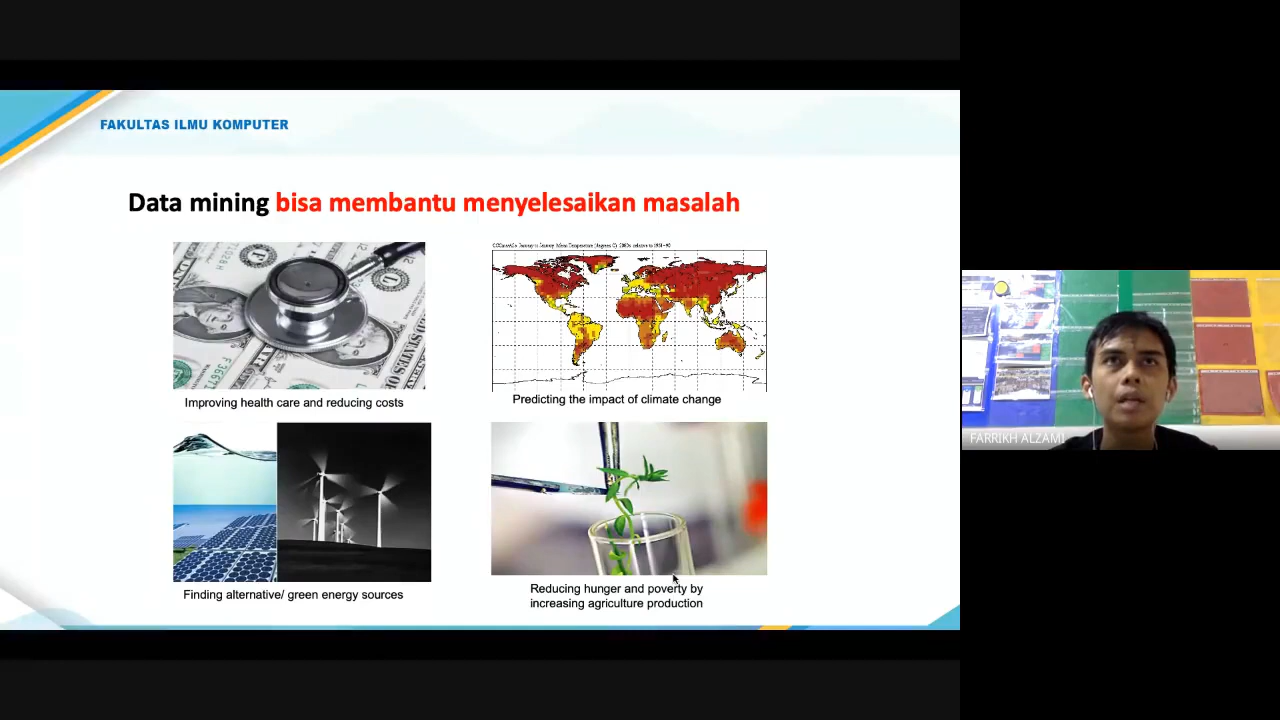 FAKULTAS ILMU KOMPUTER
Data mining bisa membantu menyelesaikan masalah
Improving health care and reducing costs
Predicting the impact of climate change
Finding alternative/ green energy sources
Reducing hunger and poverty by
increasing agriculture production
FARRIKH ALZAMI